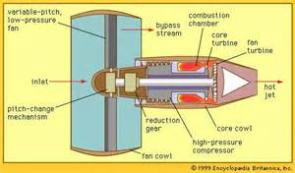 variable-pitch,
low-pressure
fan
bypass
stream
combustion
chamber
core
turbine
fan
turbine
inlet
hot
jet
pitch-change
mechanism
reduction
gear
core cowl
high-pressure
compressor
fan cowl
© 1999 Encyclopædia Britannica, Inc.